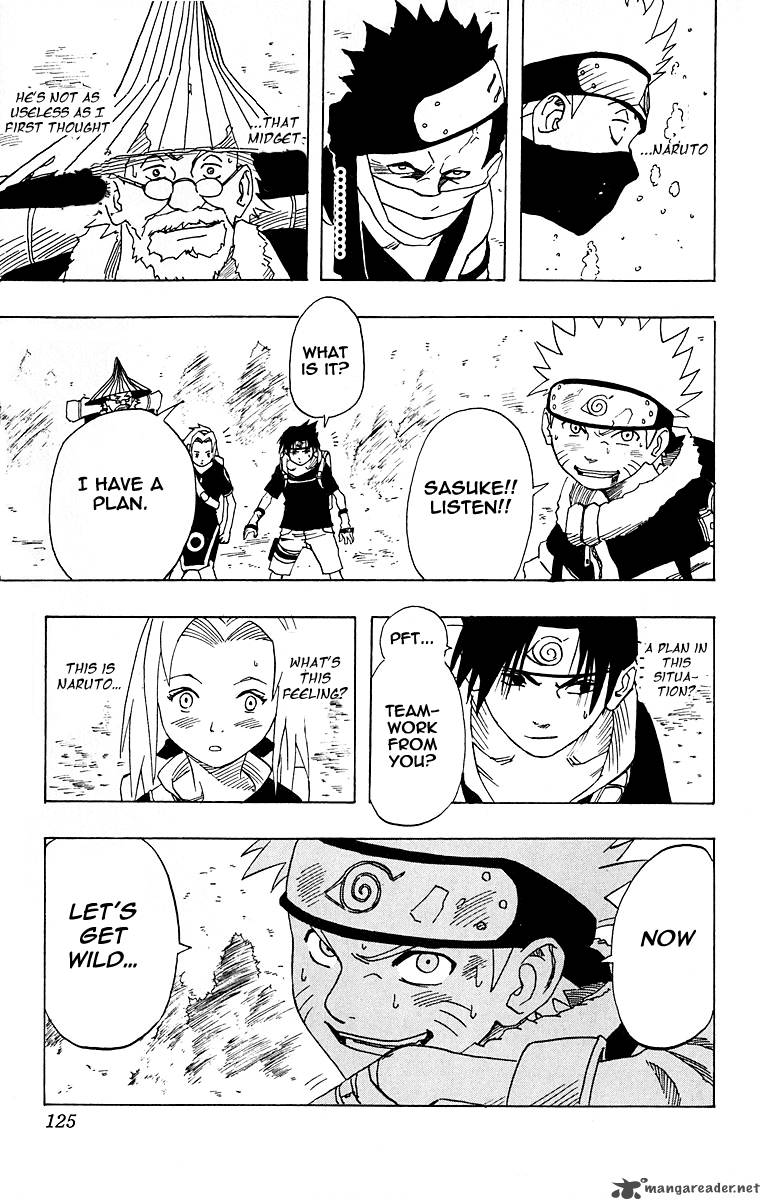 ...NARUTO
...THAT
MIDGET
HE'S NOT AS
USELESS AS I
FIRST THOUGHT
SASUKE!!
LISTEN!!
WHAT
IS IT?
I HAVE A
PLAN.
A PLAN IN
THIS
SITUA-
TION?
PFT...
TEAM-
WORK
FROM
YOU?
WHAT'S
THIS
FEELING?
THIS IS
NARUTO...
NOW
LET'S
GET
WILD...
125
mangareader.net